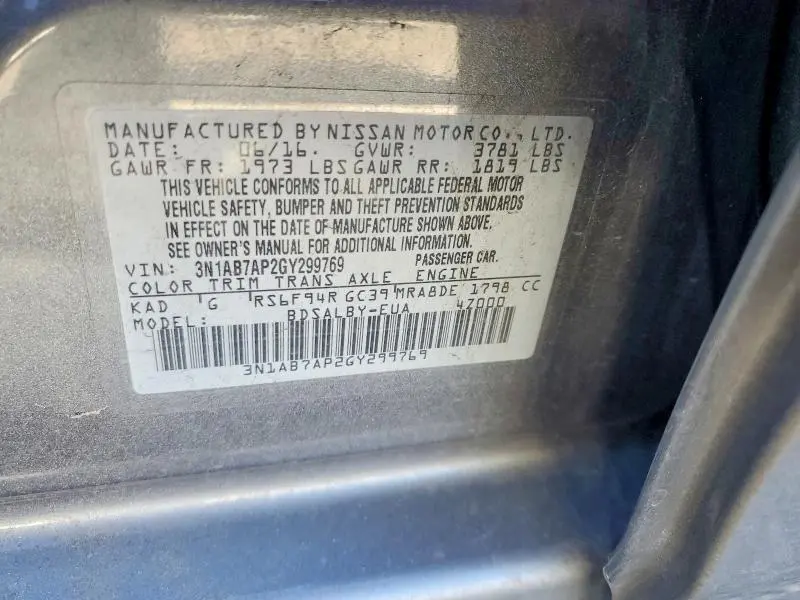 MANUFACTURED BY NISSAN MOTOR CO., LTD.
DATE: 06/16. GVWR: 3781 LBS
GAWR FR: 1973 LBS GAWR RR: 1819 LBS
THIS VEHICLE CONFORMS TO ALL APPLICABLE FEDERAL MOTOR
VEHICLE SAFETY, BUMPER AND THEFT PREVENTION STANDARDS
IN EFFECT ON THE DATE OF MANUFACTURE SHOWN ABOVE.
SEE OWNER'S MANUAL FOR ADDITIONAL INFORMATION.
VIN: 3N1AB7AP2GY299769 PASSENGER CAR.
COLOR TRIM TRANS AXLE ENGINE
KAD G RS6F94R GC39 MRA8DE 1798 CC
MODEL: BDSALBY-EUA 47000
3N1AB7AP2GY299769